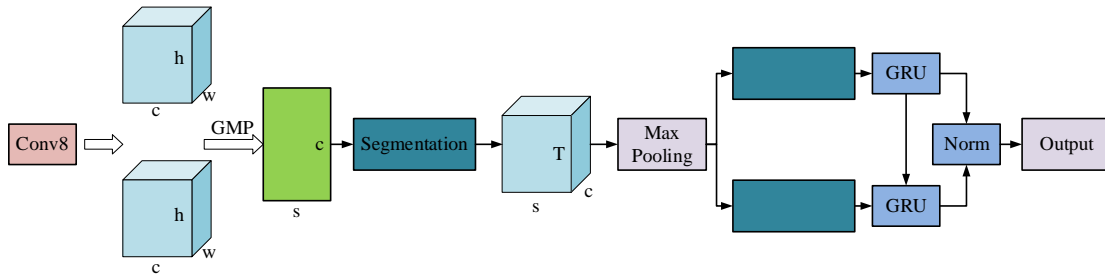 Conv8
h
w
c
h
w
c
GMP
c
s
Segmentation
T
c
s
Max
Pooling
GRU
GRU
Norm
Output